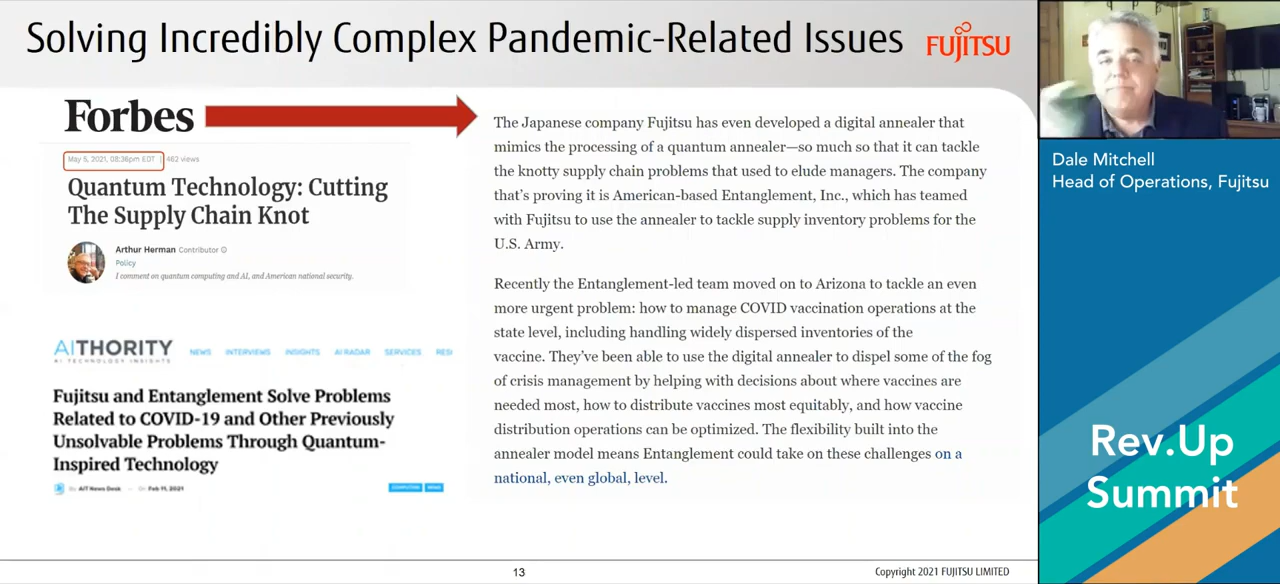 Solving Incredibly Complex Pandemic-Related Issues
FUJITSU
Forbes
May 5, 2021, 08:36pm EDT | 462 views
Quantum Technology: Cutting
The Supply Chain Knot
Arthur Herman Contributor
Policy
I comment on quantum computing and AI, and American national security.
AITHORITY
AI TECHNOLOGY INSIGHTS
NEWS INTERVIEWS INSIGHTS AI RADAR SERVICES RES
Fujitsu and Entanglement Solve Problems
Related to COVID-19 and Other Previously
Unsolvable Problems Through Quantum-
Inspired Technology
By AIT News Desk On Feb 11, 2021
The Japanese company Fujitsu has even developed a digital annealer that
mimics the processing of a quantum annealer—so much so that it can tackle
the knotty supply chain problems that used to elude managers. The company
that's proving it is American-based Entanglement, Inc., which has teamed
with Fujitsu to use the annealer to tackle supply inventory problems for the
U.S. Army.
Recently the Entanglement-led team moved on to Arizona to tackle an even
more urgent problem: how to manage COVID vaccination operations at the
state level, including handling widely dispersed inventories of the
vaccine. They've been able to use the digital annealer to dispel some of the fog
of crisis management by helping with decisions about where vaccines are
needed most, how to distribute vaccines most equitably, and how vaccine
distribution operations can be optimized. The flexibility built into the
annealer model means Entanglement could take on these challenges on a
national, even global, level.
13
Copyright 2021 FUJITSU LIMITED
Dale Mitchell
Head of Operations, Fujitsu
Rev.Up
Summit